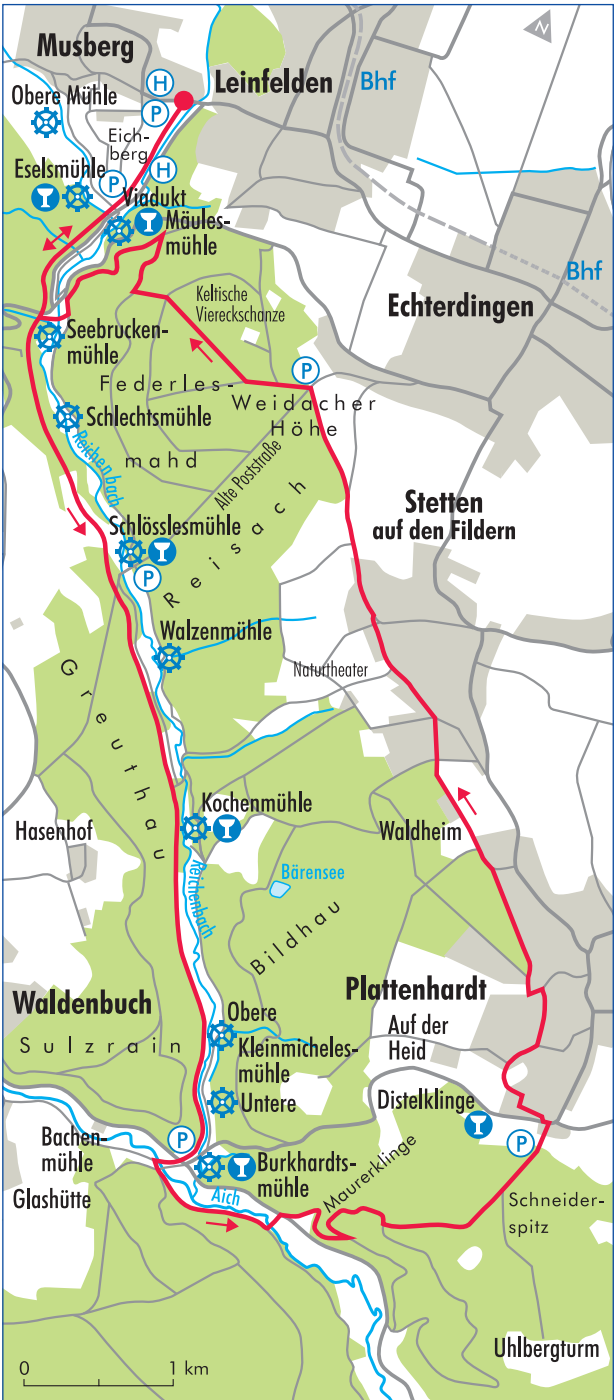 Musberg
N
H
Leinfelden
Bhf
Obere Mühle
P
Eich-
berg
H
Eselsmühle
P
Viadukt
Mäules-
mühle
Bhf
Keltische
Viereckschanze
Echterdingen
Seebrucken-
mühle
P
Federles-
mahd
Weidacher
Höhe
Schlechtsmühle
Reichenbach
Alte Poststraße
Stetten
auf den Fildern
Schlösslesmühle
P
Reisach
Walzenmühle
Naturtheater
Greuthau
Kochenmühle
Hasenhof
Waldheim
Reichenbach
Bärensee
Bildhau
Waldenbuch
Plattenhardt
Sulzrain
Obere
Kleinmicheles-
mühle
Untere
Auf der
Heid
Distelklinge
P
P
Bachen-
mühle
Burkhardts-
mühle
Maurerklinge
Glashütte
Aich
Schneider-
spitz
Uhlbergturm
0 1 km